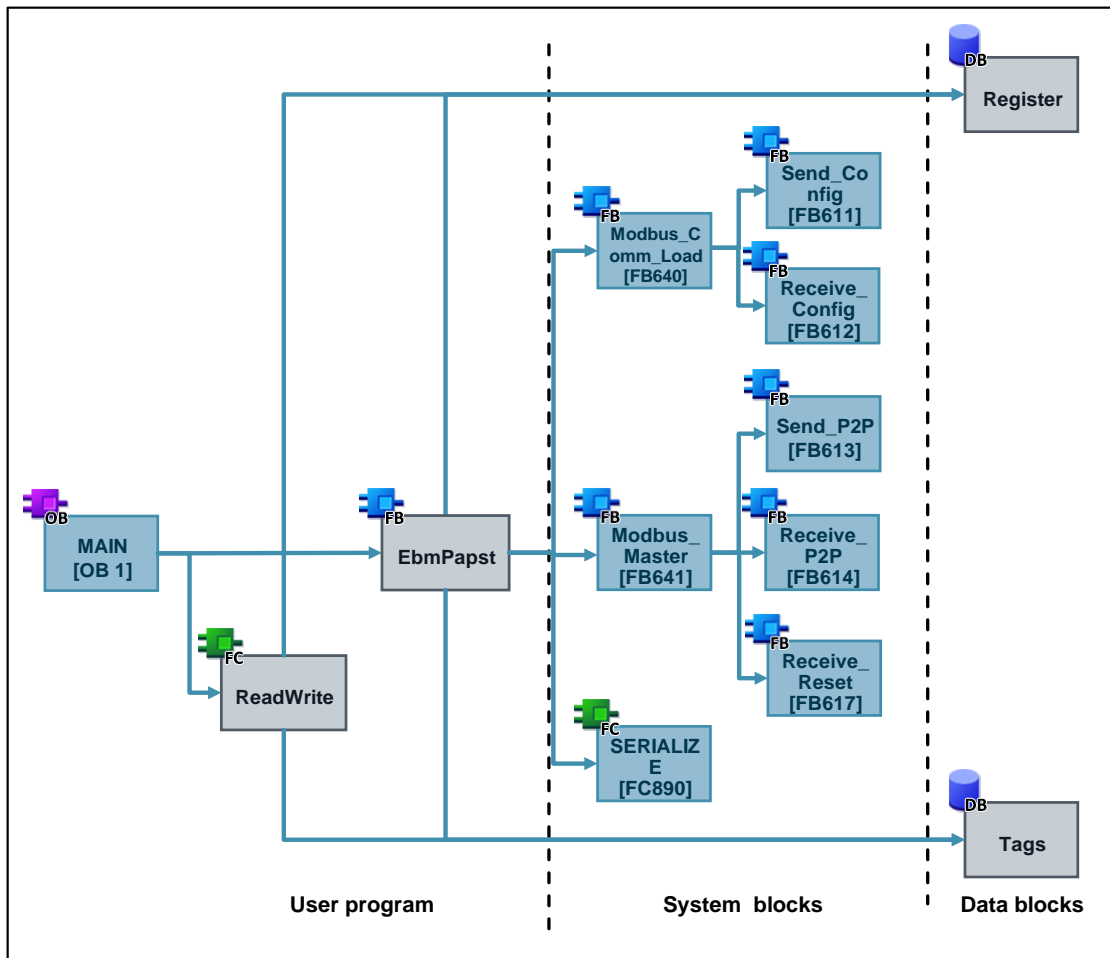 DB
Register
FB
Send_Co
nfig
[FB611]
FB
Modbus_C
omm_Load
[FB640]
FB
Receive_
Config
[FB612]
FB
Send_P2P
[FB613]
OB
MAIN
[OB 1]
FB
EbmPapst
FB
Modbus_
Master
[FB641]
FB
Receive_
P2P
[FB614]
FC
ReadWrite
FB
Receive_
Reset
[FB617]
FC
SERIALIZ
E
[FC890]
DB
Tags
User program
System blocks
Data blocks